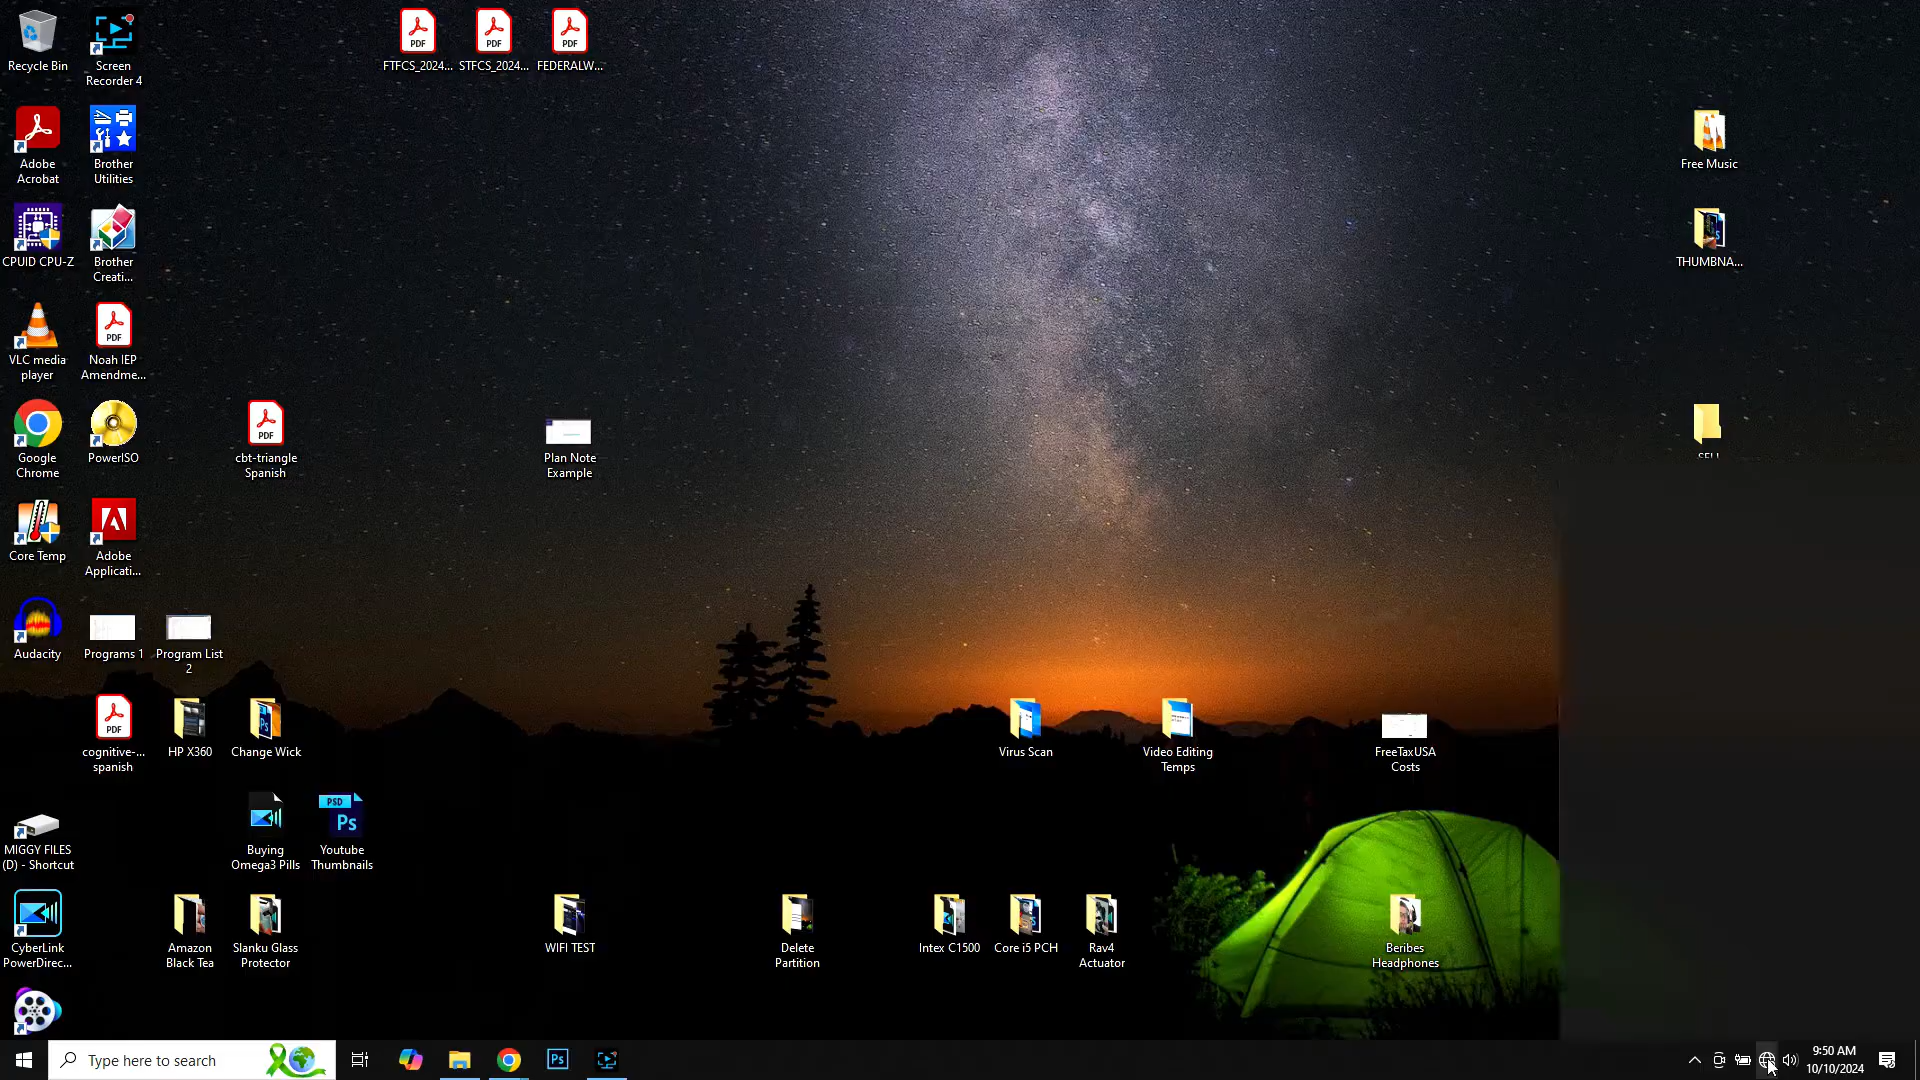 Recycle Bin
Screen
Recorder 4
FTFCS_2024...
STFCS_2024...
FEDERALW...
Adobe
Acrobat
Brother
Utilities
Free Music
CPUID CPU-Z
Brother
Creati...
THUMBNA...
VLC media
player
Noah IEP
Amendme...
Google
Chrome
PowerISO
cbt-triangle
Spanish
Plan Note
Example
SELL
Core Temp
Adobe
Applicati...
Audacity
Programs 1
Program List
2
cognitive-...
spanish
HP X360
Change Wick
Virus Scan
Video Editing
Temps
FreeTaxUSA
Costs
MIGGY FILES
(D) - Shortcut
Buying
Omega3 Pills
Youtube
Thumbnails
CyberLink
PowerDirec...
Amazon
Black Tea
Slanku Glass
Protector
WIFI TEST
Delete
Partition
Intex C1500
Core i5 PCH
Rav4
Actuator
Beribes
Headphones
Type here to search
9:50 AM
10/10/2024